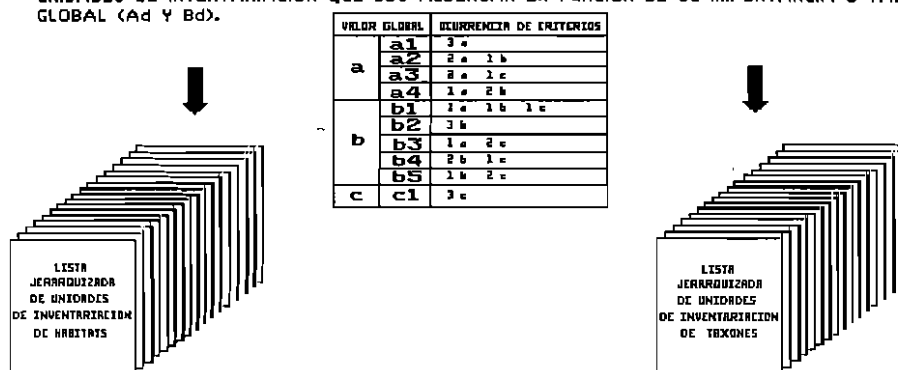 GLOBAL (Ad Y Bd).
VALOR GLOBAL OCURRENCIA DE CRITERIOS
a
a1 3 a
a2 2 a 1 b
a3 2 a 1 c
a4 1 a 2 b
b
b1 1 a 1 b 1 c
b2 3 b
b3 1 a 2 c
b4 2 b 1 c
b5 1 b 2 c
c c1 3 c
LISTA
JERARQUIZADA
DE UNIDADES
DE INVENTARIACION
DE HABITATS
LISTA
JERARQUIZADA
DE UNIDADES
DE INVENTARIACION
DE TAXONES